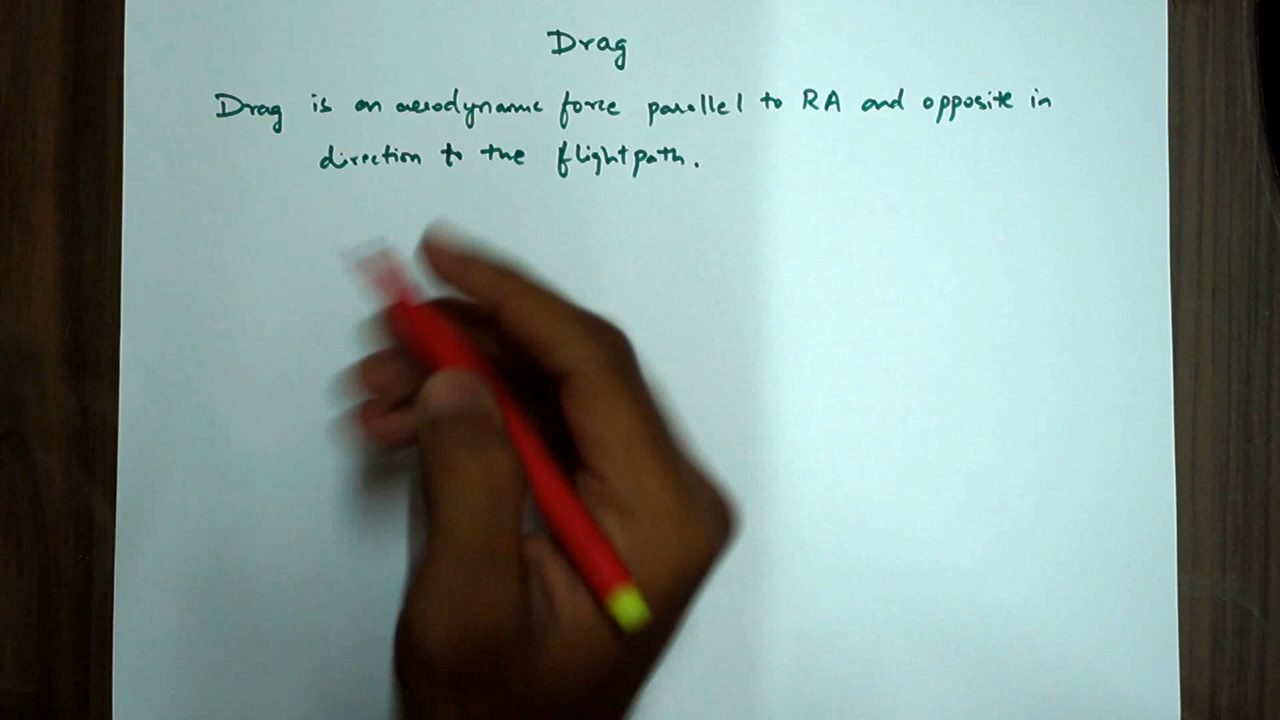 Drag
Drag is an aerodynamic force parallel to RA and opposite in
direction to the flightpath.